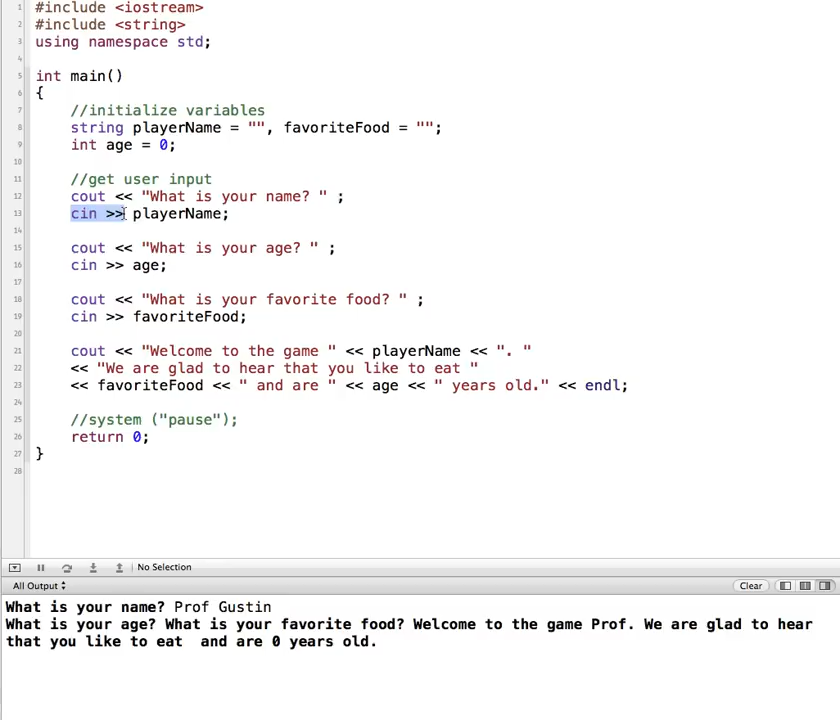 1 #include <iostream>
2 #include <string>
3 using namespace std;
4
5 int main()
6 {
7 //initialize variables
8 string playerName = "", favoriteFood = "";
9 int age = 0;
10
11 //get user input
12 cout << "What is your name? " ;
13 cin >> playerName;
14
15 cout << "What is your age? " ;
16 cin >> age;
17
18 cout << "What is your favorite food? " ;
19 cin >> favoriteFood;
20
21 cout << "Welcome to the game " << playerName << ". "
22 << "We are glad to hear that you like to eat "
23 << favoriteFood << " and are " << age << " years old." << endl;
24
25 //system ("pause");
26 return 0;
27 }
28
No Selection
All Output Clear
What is your name? Prof Gustin
What is your age? What is your favorite food? Welcome to the game Prof. We are glad to hear
that you like to eat  and are 0 years old.